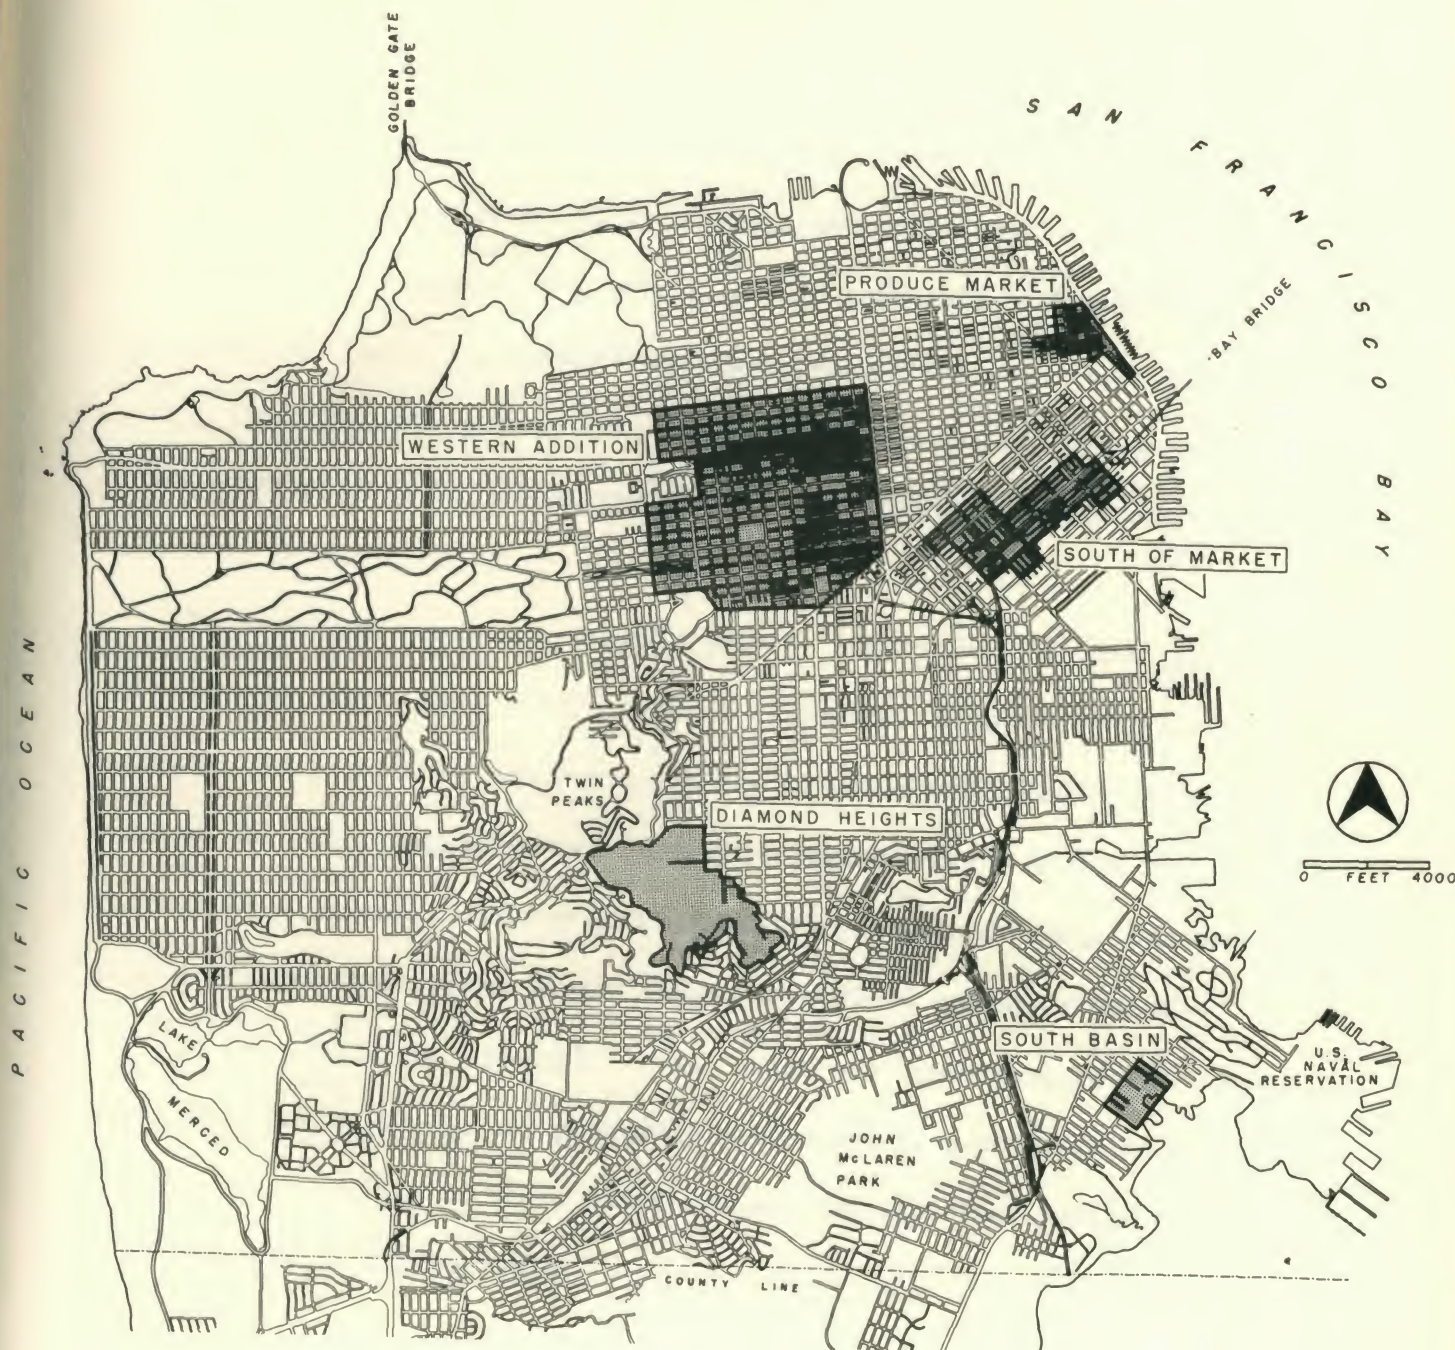 GOLDEN GATE
BRIDGE
SAN FRANCISCO BAY
PRODUCE MARKET
BAY BRIDGE
WESTERN ADDITION
SOUTH OF MARKET
PACIFIC OCEAN
TWIN
PEAKS
DIAMOND HEIGHTS
0 FEET 4000
SOUTH BASIN
LAKE
MERCED
U.S.
NAVAL
RESERVATION
JOHN
McLAREN
PARK
COUNTY LINE